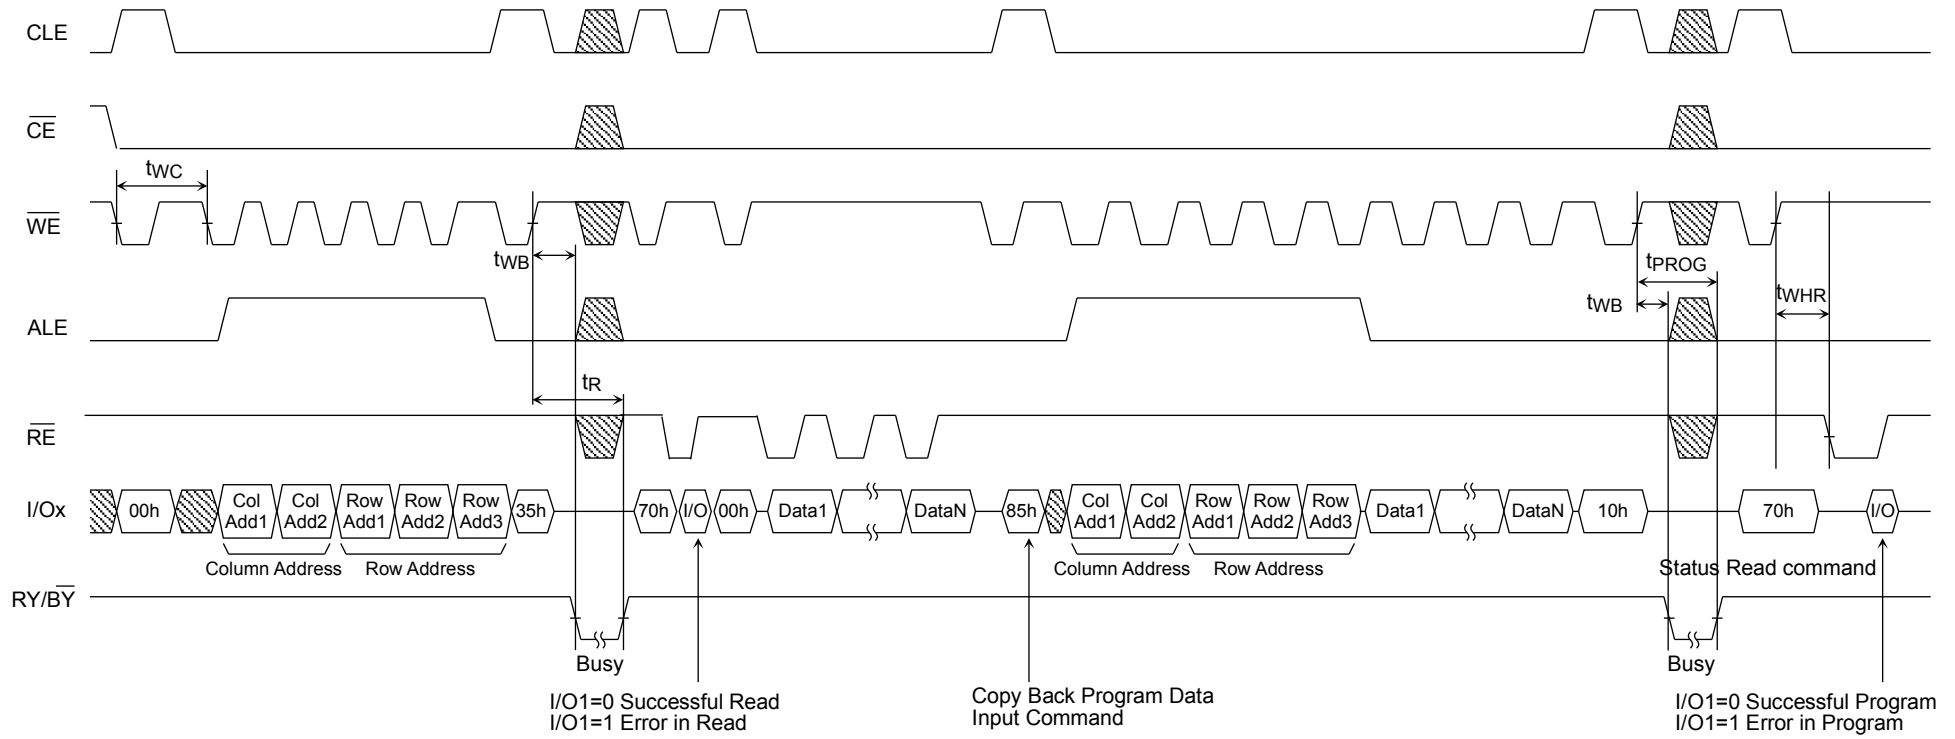 CLE
CE
tWC
WE
tWB
tPROG
tWB
tWHR
ALE
tR
RE
I/Ox
00h
Col Add1
Col Add2
Row Add1
Row Add2
Row Add3
35h
70h
I/O
00h
Data1
DataN
85h
Col Add1
Col Add2
Row Add1
Row Add2
Row Add3
Data1
DataN
10h
70h
I/O
Column Address
Row Address
Column Address
Row Address
Status Read command
RY/BY
Busy
Busy
I/O1=0 Successful Read
I/O1=1 Error in Read
Copy Back Program Data
Input Command
I/O1=0 Successful Program
I/O1=1 Error in Program